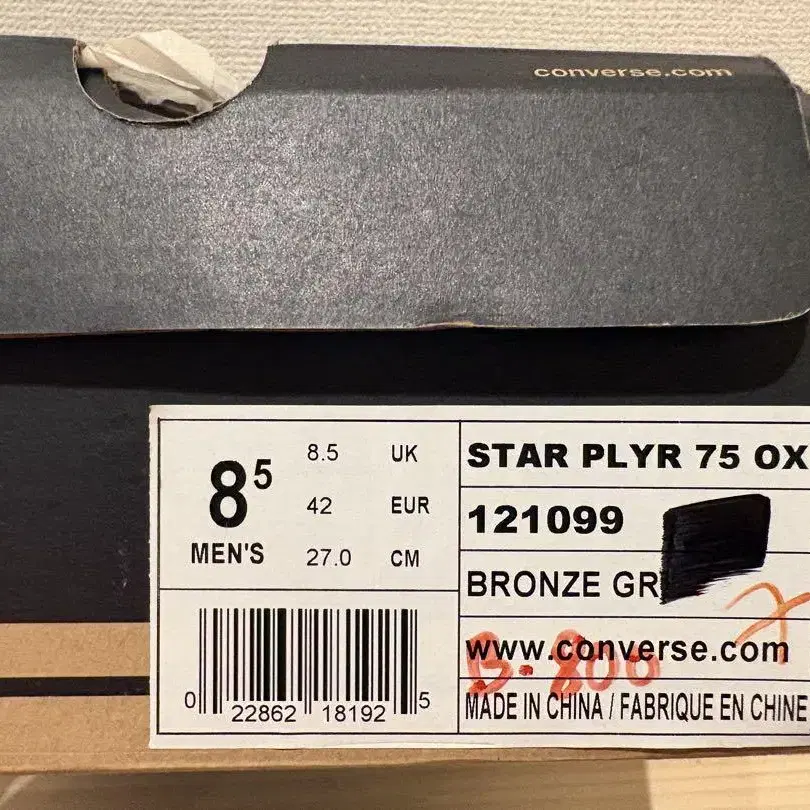 converse.com
8⁵
MEN'S
8.5 UK
42 EUR
27.0 CM
STAR PLYR 75 OX
121099
BRONZE GR
www.converse.com
B-800
MADE IN CHINA / FABRIQUE EN CHINE
0 22862 18192 5